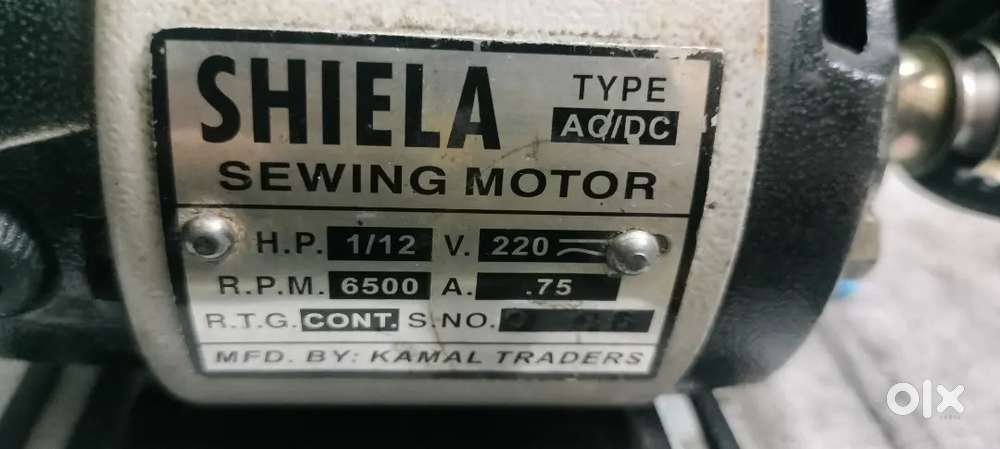 SHIELA
TYPE
AC/DC
SEWING MOTOR
H.P. 1/12 V. 220
R.P.M. 6500 A. .75
R.T.G. CONT. S.NO.
MFD. BY: KAMAL TRADERS
olx